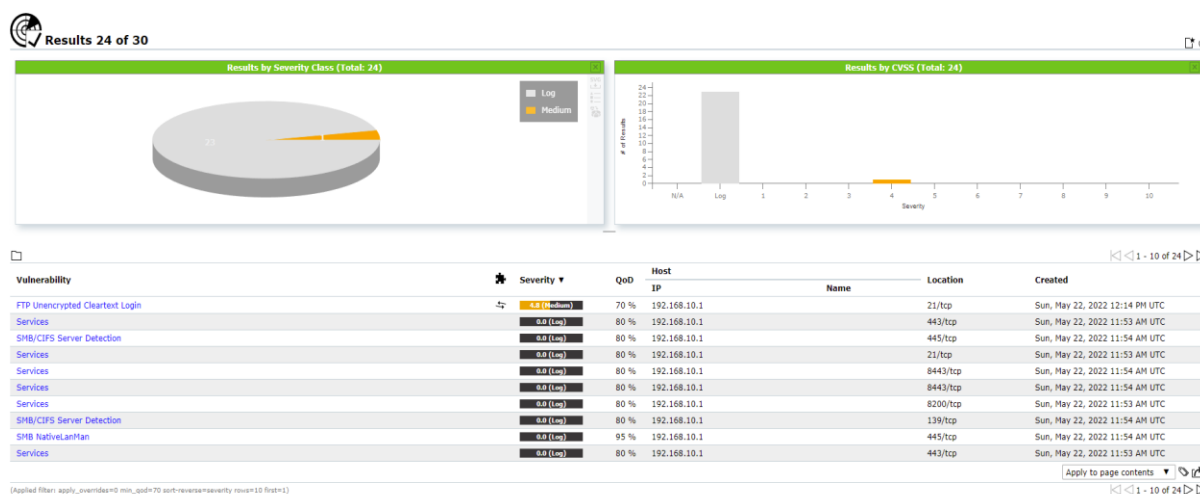 Results 24 of 30
Results by Severity Class (Total: 24)
Log
Medium
23
Results by CVSS (Total: 24)
# of Results
24
22
20
18
16
14
12
10
8
6
4
2
0
N/A Log 1 2 3 4 5 6 7 8 9 10
Severity
1 - 10 of 24
Vulnerability Severity ▼ QoD Host Location Created
IP Name
FTP Unencrypted Cleartext Login 4.8 (Medium) 70 % 192.168.10.1 21/tcp Sun, May 22, 2022 12:14 PM UTC
Services 0.0 (Log) 80 % 192.168.10.1 443/tcp Sun, May 22, 2022 11:53 AM UTC
SMB/CIFS Server Detection 0.0 (Log) 80 % 192.168.10.1 445/tcp Sun, May 22, 2022 11:54 AM UTC
Services 0.0 (Log) 80 % 192.168.10.1 21/tcp Sun, May 22, 2022 11:53 AM UTC
Services 0.0 (Log) 80 % 192.168.10.1 8443/tcp Sun, May 22, 2022 11:54 AM UTC
Services 0.0 (Log) 80 % 192.168.10.1 8443/tcp Sun, May 22, 2022 11:54 AM UTC
Services 0.0 (Log) 80 % 192.168.10.1 8200/tcp Sun, May 22, 2022 11:53 AM UTC
SMB/CIFS Server Detection 0.0 (Log) 80 % 192.168.10.1 139/tcp Sun, May 22, 2022 11:54 AM UTC
SMB NativeLanMan 0.0 (Log) 95 % 192.168.10.1 445/tcp Sun, May 22, 2022 11:54 AM UTC
Services 0.0 (Log) 80 % 192.168.10.1 443/tcp Sun, May 22, 2022 11:53 AM UTC
Apply to page contents ▼
(Applied filter: apply_overrides=0 min_qod=70 sort-reverse=severity rows=10 first=1)
1 - 10 of 24